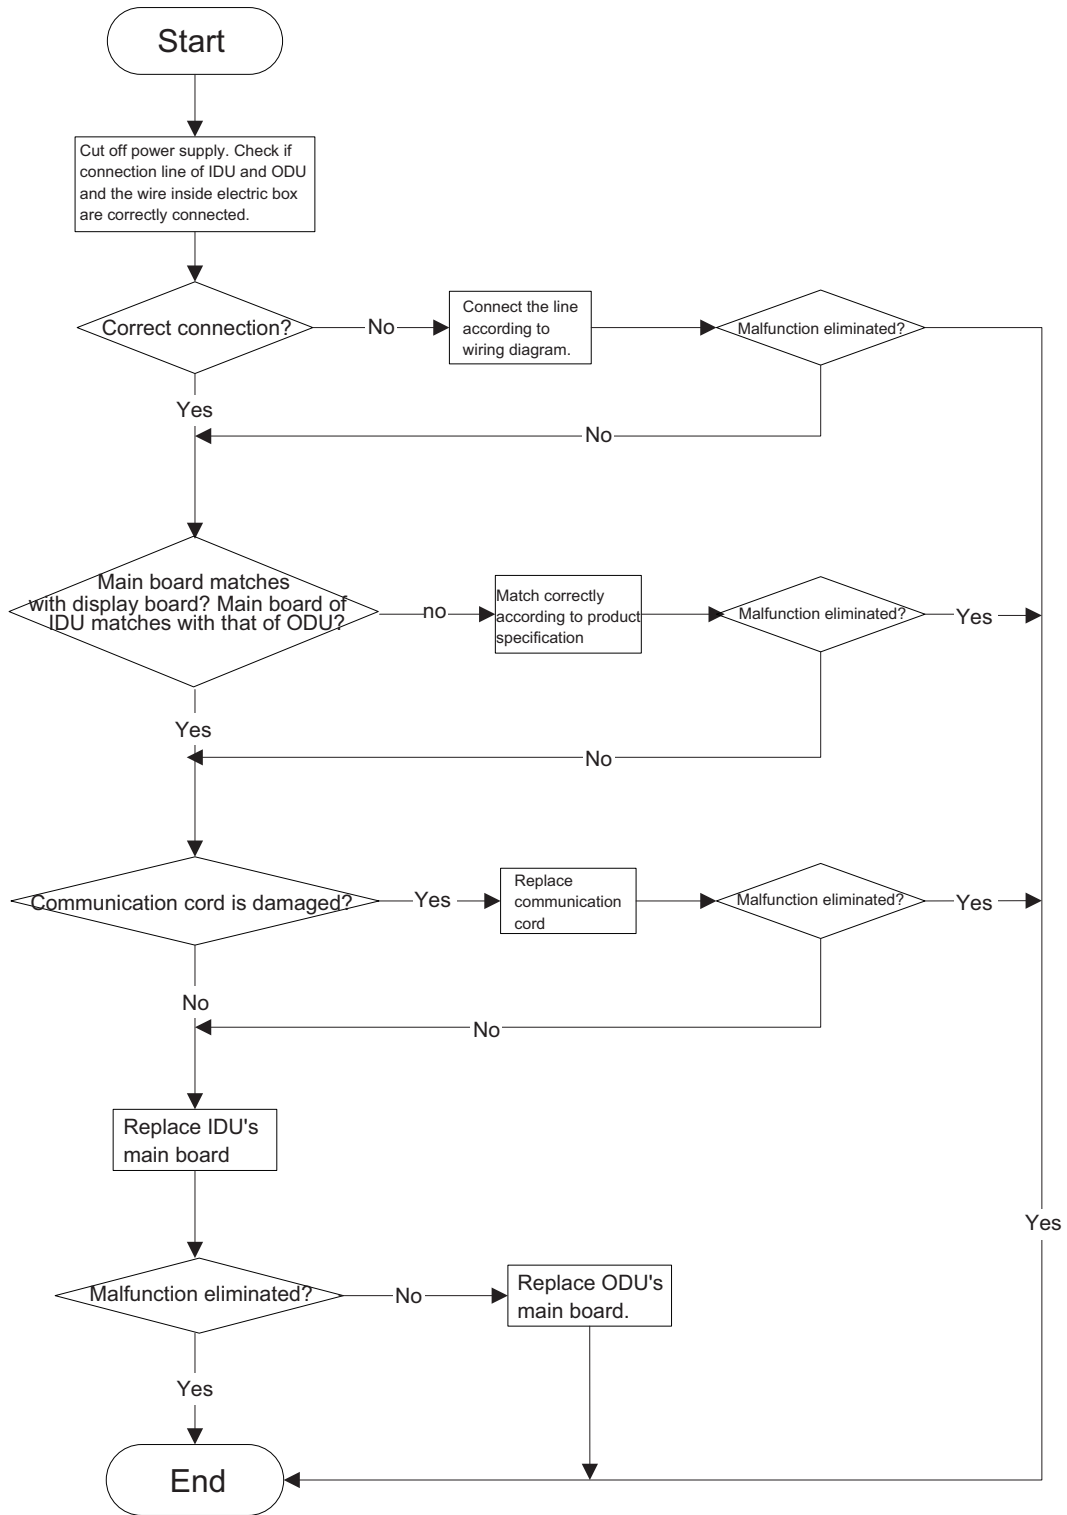 Start
Cut off power supply. Check if
connection line of IDU and ODU
and the wire inside electric box
are correctly connected.
Correct connection?
No
Connect the line
according to
wiring diagram.
Malfunction eliminated?
Yes
No
Main board matches
with display board? Main board of
IDU matches with that of ODU?
no
Match correctly
according to product
specification
Malfunction eliminated?
Yes
Yes
No
Communication cord is damaged?
Yes
Replace
communication
cord
Malfunction eliminated?
Yes
No
No
Replace IDU's
main board
Yes
Malfunction eliminated?
No
Replace ODU's
main board.
Yes
End